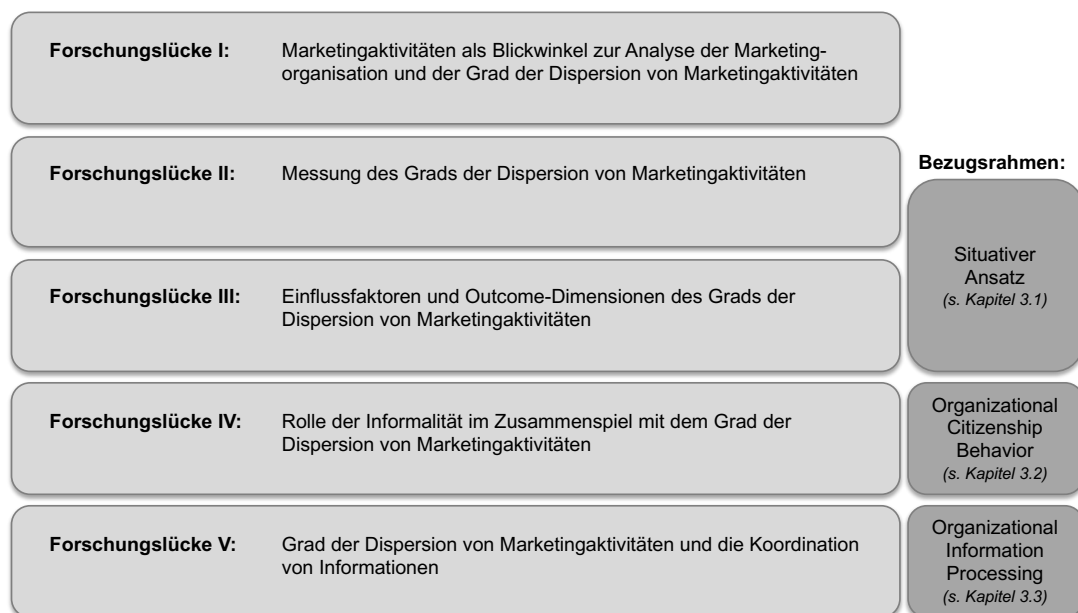 Forschungslücke I: Marketingaktivitäten als Blickwinkel zur Analyse der Marketing-
organisation und der Grad der Dispersion von Marketingaktivitäten
Forschungslücke II: Messung des Grads der Dispersion von Marketingaktivitäten
Bezugsrahmen:
Situativer
Ansatz
(s. Kapitel 3.1)
Forschungslücke III: Einflussfaktoren und Outcome-Dimensionen des Grads der
Dispersion von Marketingaktivitäten
Forschungslücke IV: Rolle der Informalität im Zusammenspiel mit dem Grad der
Dispersion von Marketingaktivitäten
Organizational
Citizenship
Behavior
(s. Kapitel 3.2)
Forschungslücke V: Grad der Dispersion von Marketingaktivitäten und die Koordination
von Informationen
Organizational
Information
Processing
(s. Kapitel 3.3)